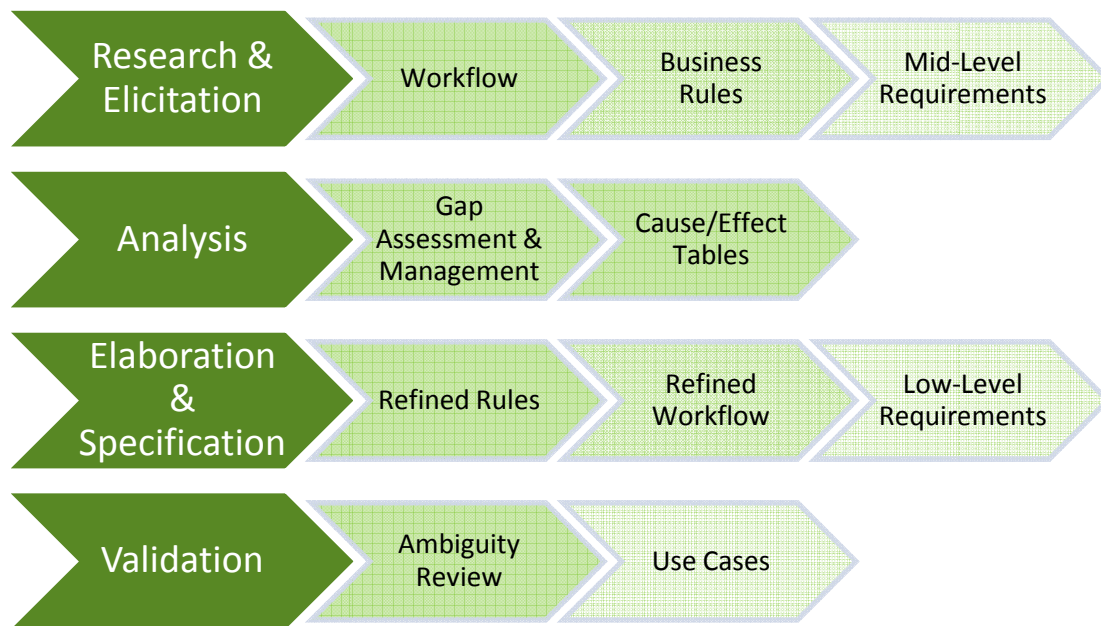 Research &
Elicitation
Workflow
Business
Rules
Mid-Level
Requirements
Analysis
Gap
Assessment &
Management
Cause/Effect
Tables
Elaboration
&
Specification
Refined Rules
Refined
Workflow
Low-Level
Requirements
Validation
Ambiguity
Review
Use Cases